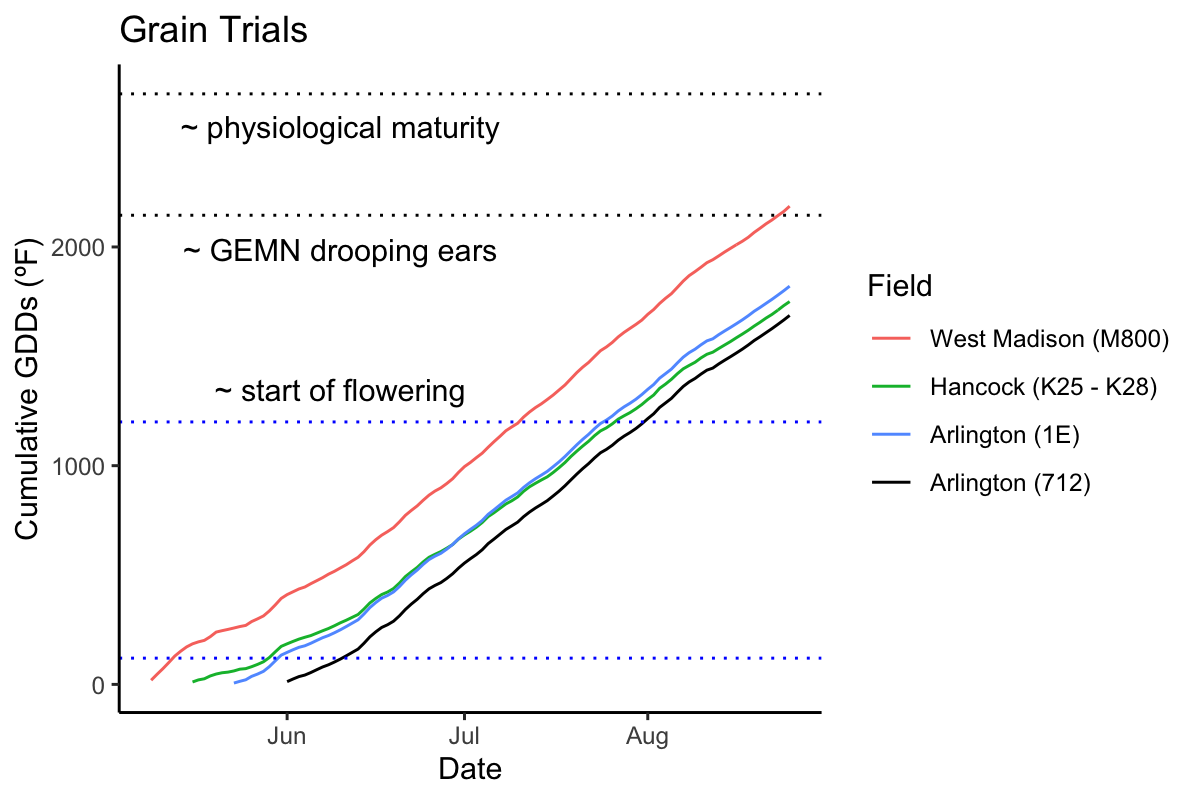 Grain Trials
~ physiological maturity
~ GEMN drooping ears
~ start of flowering
Cumulative GDDs (ºF)
2000
1000
0
Jun
Jul
Aug
Date
Field
West Madison (M800)
Hancock (K25 - K28)
Arlington (1E)
Arlington (712)